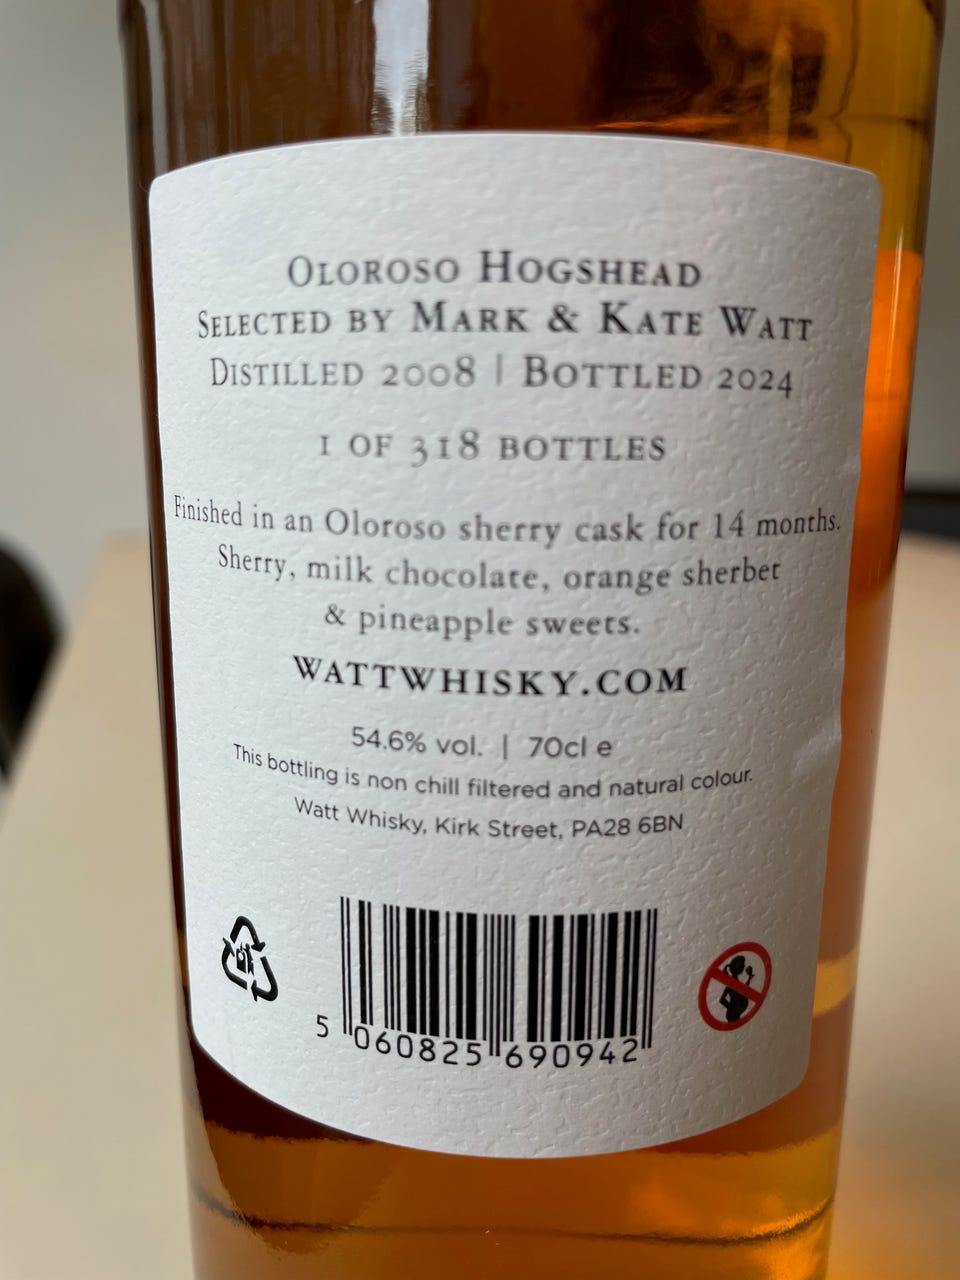 Oloroso Hogshead
Selected by Mark & Kate Watt
Distilled 2008 | Bottled 2024
1 of 318 bottles
Finished in an Oloroso sherry cask for 14 months.
Sherry, milk chocolate, orange sherbet
& pineapple sweets.
WATTWHISKY.COM
54.6% vol. | 70cl e
This bottling is non chill filtered and natural colour.
Watt Whisky, Kirk Street, PA28 6BN
5 060825 690942